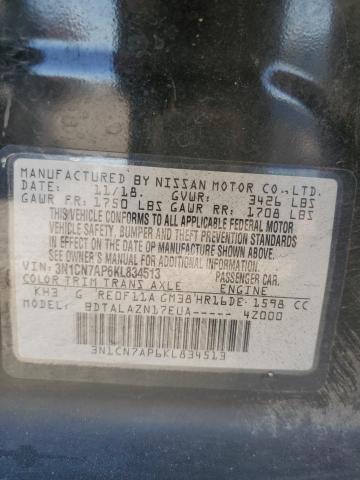 MANUFACTURED BY NISSAN MOTOR CO.,LTD.
DATE: 11/18. GVWR: 3426 LBS
GAWR FR: 1750 LBS GAWR RR: 1708 LBS
THIS VEHICLE CONFORMS TO ALL APPLICABLE FEDERAL MOTOR
VEHICLE SAFETY, BUMPER AND THEFT PREVENTION STANDARDS
IN EFFECT ON THE DATE OF MANUFACTURE SHOWN ABOVE.
SEE OWNER'S MANUAL FOR ADDITIONAL INFORMATION
VIN: 3N1CN7AP6KL834513 PASSENGER CAR.
COLOR TRIM TRANS AXLE ENGINE
KH3 G RE0F11A GM38 HR16DE 1598 CC
MODEL: BDTALAZN17EUA----- 42000
3N1CN7AP6KL834513